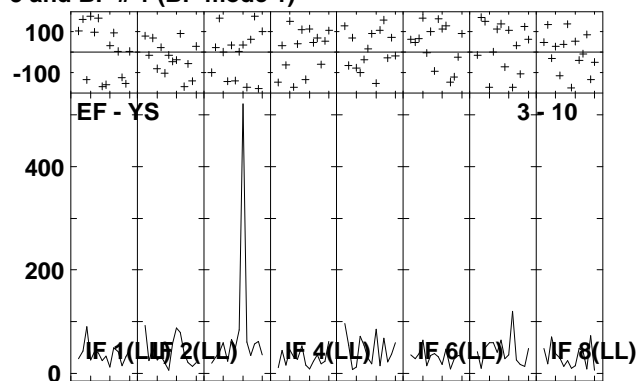 100
-100
EF - YS
3 - 10
400
200
0
IF 1(LL)
IF 2(LL)
IF 4(LL)
IF 6(LL)
IF 8(LL)